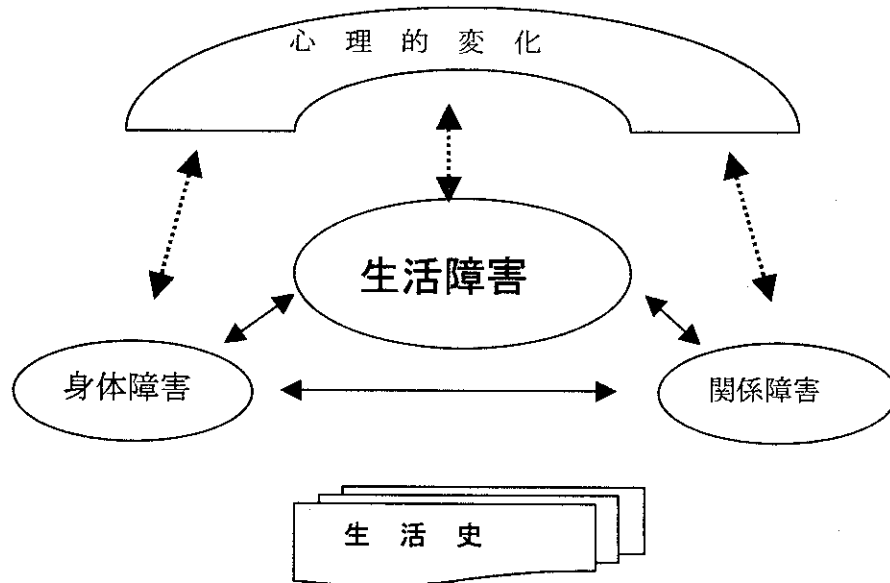 心理的変化
生活障害
身体障害
関係障害
生活史